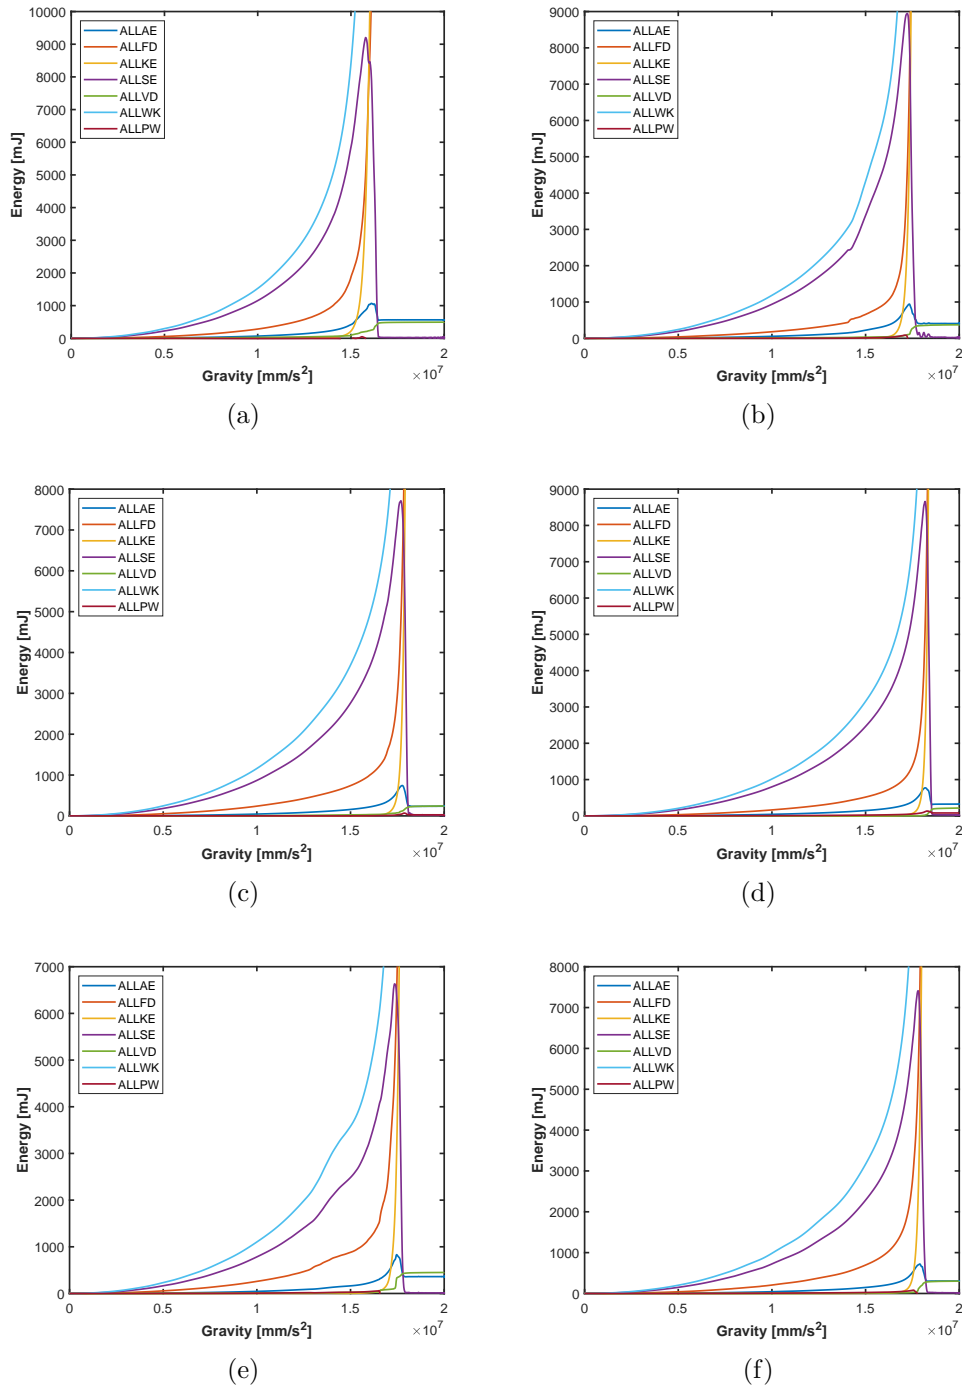 10000
9000
8000
7000
6000
5000
4000
3000
2000
1000
0
Energy [mJ]
ALLAE
ALLFD
ALLKE
ALLSE
ALLVD
ALLWK
ALLPW
0 0.5 1 1.5 2
Gravity [mm/s²] ×10⁷
(a)
9000
8000
7000
6000
5000
4000
3000
2000
1000
0
Energy [mJ]
ALLAE
ALLFD
ALLKE
ALLSE
ALLVD
ALLWK
ALLPW
0 0.5 1 1.5 2
Gravity [mm/s²] ×10⁷
(b)
8000
7000
6000
5000
4000
3000
2000
1000
0
Energy [mJ]
ALLAE
ALLFD
ALLKE
ALLSE
ALLVD
ALLWK
ALLPW
0 0.5 1 1.5 2
Gravity [mm/s²] ×10⁷
(c)
9000
8000
7000
6000
5000
4000
3000
2000
1000
0
Energy [mJ]
ALLAE
ALLFD
ALLKE
ALLSE
ALLVD
ALLWK
ALLPW
0 0.5 1 1.5 2
Gravity [mm/s²] ×10⁷
(d)
7000
6000
5000
4000
3000
2000
1000
0
Energy [mJ]
ALLAE
ALLFD
ALLKE
ALLSE
ALLVD
ALLWK
ALLPW
0 0.5 1 1.5 2
Gravity [mm/s²] ×10⁷
(e)
8000
7000
6000
5000
4000
3000
2000
1000
0
Energy [mJ]
ALLAE
ALLFD
ALLKE
ALLSE
ALLVD
ALLWK
ALLPW
0 0.5 1 1.5 2
Gravity [mm/s²] ×10⁷
(f)